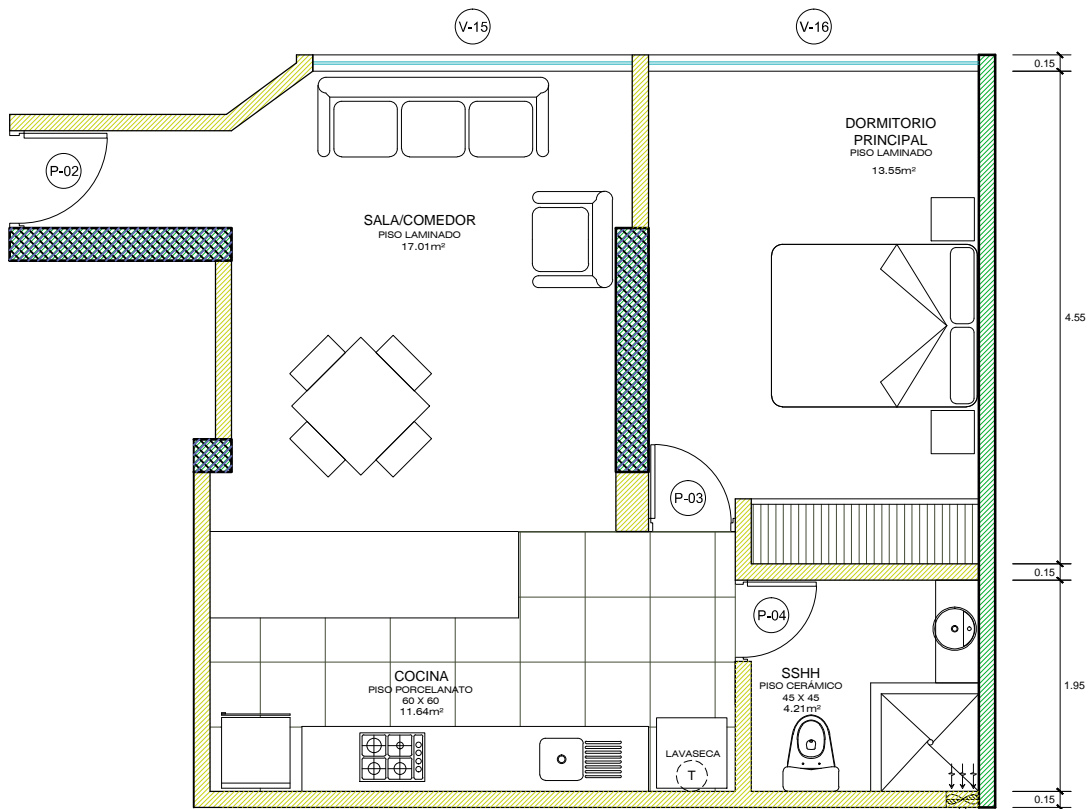 V-15
V-16
0.15
P-02
DORMITORIO
PRINCIPAL
PISO LAMINADO
13.55m²
SALA/COMEDOR
PISO LAMINADO
17.01m²
4.55
P-03
0.15
P-04
COCINA
PISO PORCELANATO
60 X 60
11.64m²
SSHH
PISO CERÁMICO
45 X 45
4.21m²
1.95
LAVASECA
T
0.15